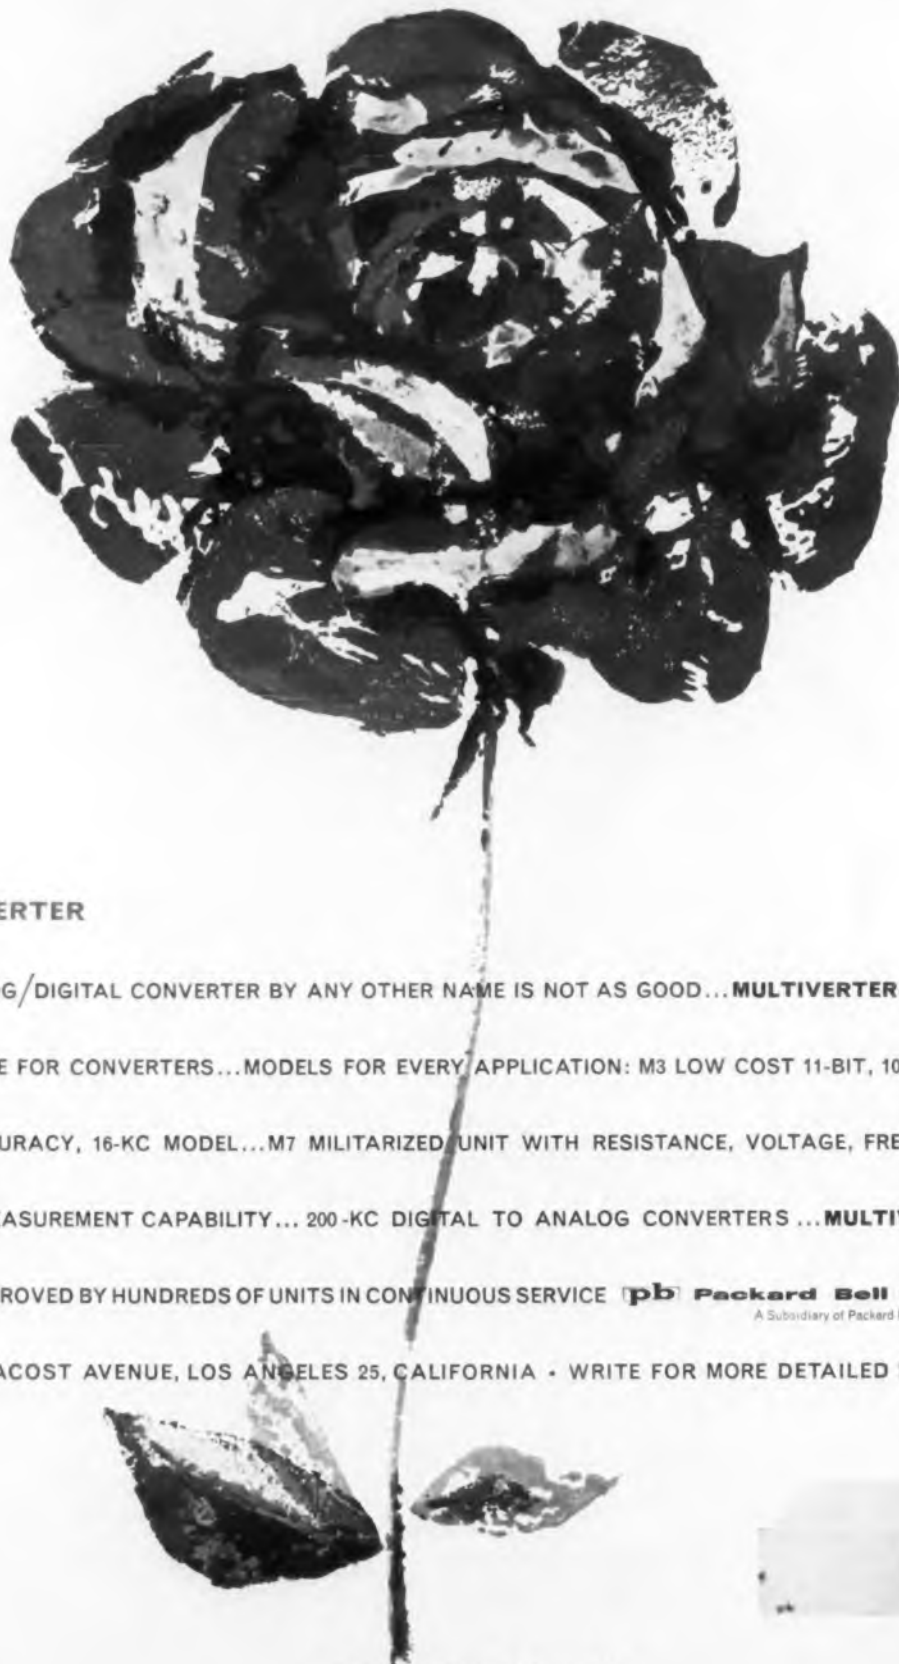 ERTER
G/DIGITAL CONVERTER BY ANY OTHER NAME IS NOT AS GOOD...MULTIVERTER
E FOR CONVERTERS...MODELS FOR EVERY APPLICATION: M3 LOW COST 11-BIT, 10
URACY, 16-KC MODEL...M7 MILITARIZED UNIT WITH RESISTANCE, VOLTAGE, FRE
EASUREMENT CAPABILITY... 200-KC DIGITAL TO ANALOG CONVERTERS ...MULTIV
ROVED BY HUNDREDS OF UNITS IN CONTINUOUS SERVICE pb Packard Bell
A Subsidiary of Packard
ACOST AVENUE, LOS ANGELES 25, CALIFORNIA • WRITE FOR MORE DETAILED